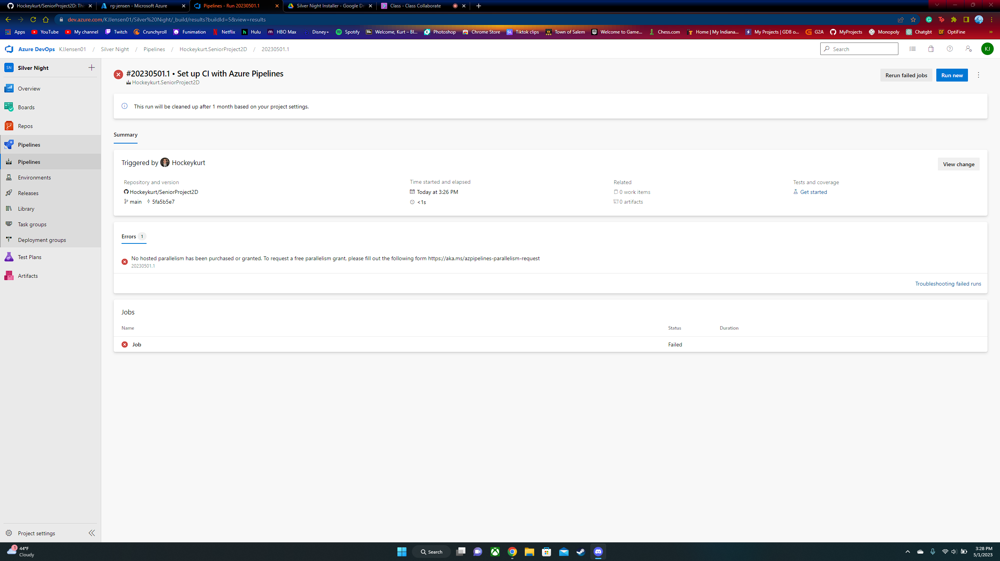 Hockeykurt/SeniorProject2D: This
rg-jensen - Microsoft Azure
Pipelines - Run 20230501.1
Silver Night Installer - Google Dri
Class - Class Collaborate
dev.azure.com/KJJensen01/Silver%20Night/_build/results?buildId=5&view=results
Apps
YouTube
My channel
Twitch
Crunchyroll
Funimation
Netflix
Hulu
HBO Max
Disney+
Spotify
Welcome, Kurt – Bl...
Photoshop
Chrome Store
Tiktok clips
Town of Salem
Welcome to Game...
Chess.com
Home | My Indiana...
My Projects | GDB o...
G2A
MyProjects
Monopoly
Chatgbt
OptiFine
Azure DevOps KJJensen01 / Silver Night / Pipelines / Hockeykurt.SeniorProject2D / 20230501.1
Search
KJ
SN Silver Night
Overview
Boards
Repos
Pipelines
Pipelines
Environments
Releases
Library
Task groups
Deployment groups
Test Plans
Artifacts
Project settings
#20230501.1 • Set up CI with Azure Pipelines
Hockeykurt.SeniorProject2D
Rerun failed jobs
Run new
This run will be cleaned up after 1 month based on your project settings.
Summary
Triggered by Hockeykurt
View change
Repository and version
Hockeykurt/SeniorProject2D
main 5fa5b5e7
Time started and elapsed
Today at 3:26 PM
<1s
Related
0 work items
0 artifacts
Tests and coverage
Get started
Errors 1
No hosted parallelism has been purchased or granted. To request a free parallelism grant, please fill out the following form https://aka.ms/azpipelines-parallelism-request
20230501.1
Troubleshooting failed runs
Jobs
Name Status Duration
Job Failed
1
44°F
Cloudy
Search
3:28 PM
5/1/2023